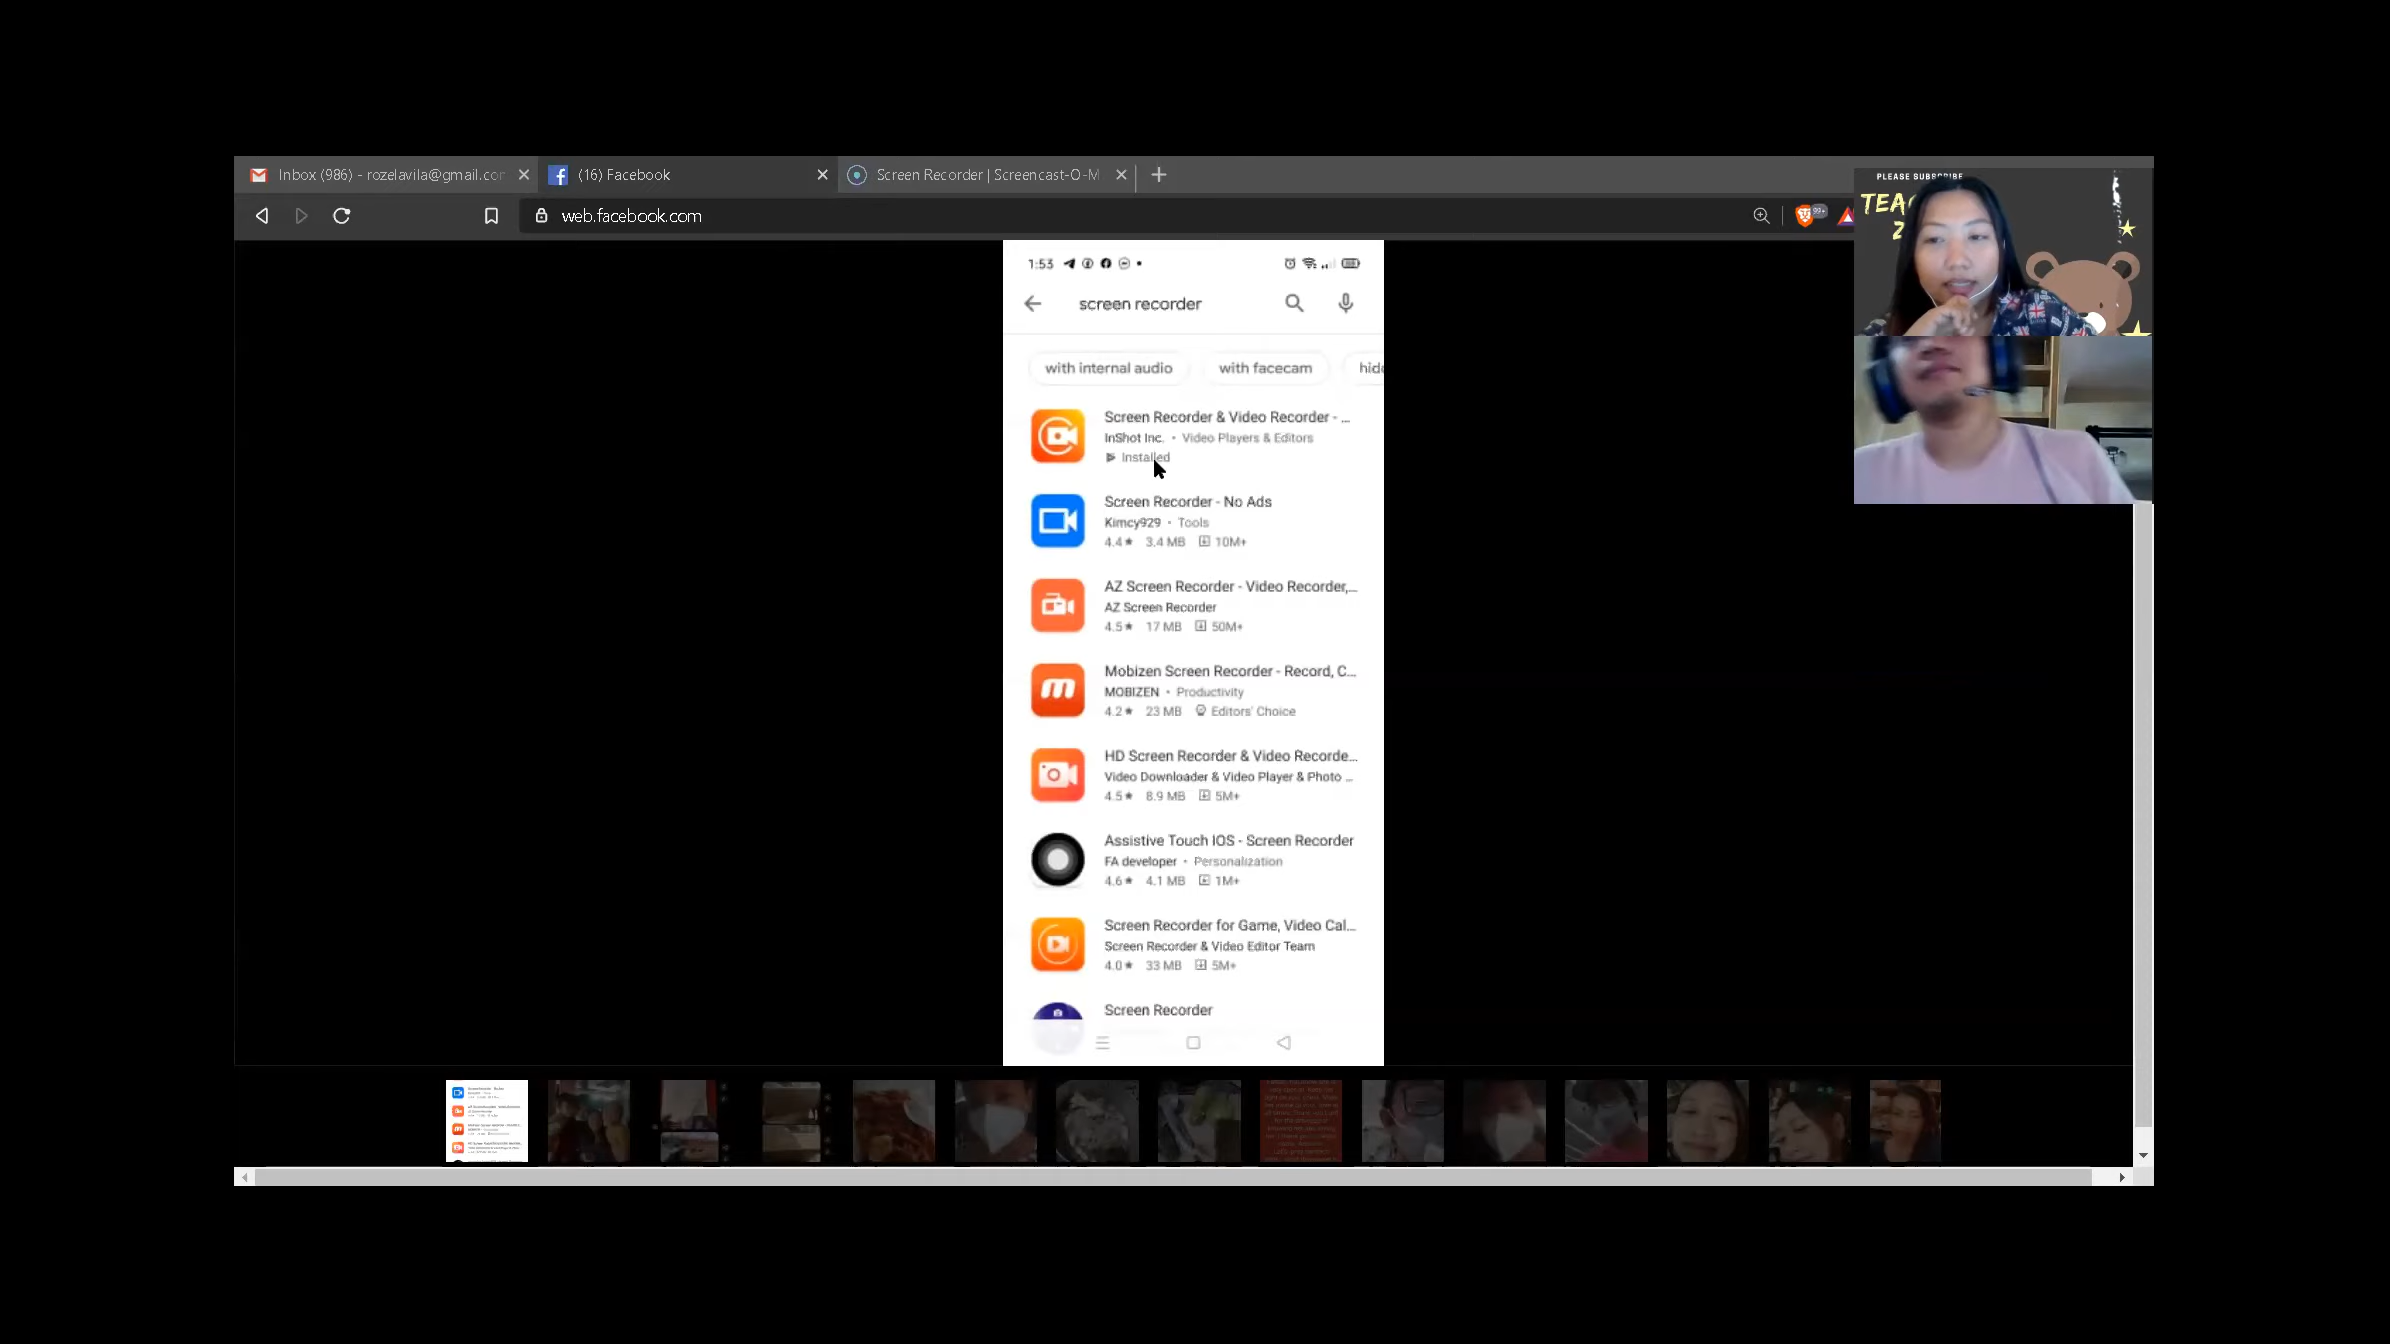 Inbox (986) - rozelavila@gmail.co
(16) Facebook
Screen Recorder | Screencast-O-M
web.facebook.com
99+
PLEASE SUBSCRIBE
1:53
screen recorder
with internal audio
with facecam
hid
Screen Recorder & Video Recorder - ...
InShot Inc. • Video Players & Editors
Installed
Screen Recorder - No Ads
Kimcy929 • Tools
4.4★ 3.4 MB 10M+
AZ Screen Recorder - Video Recorder,...
AZ Screen Recorder
4.5★ 17 MB 50M+
Mobizen Screen Recorder - Record, C...
MOBIZEN • Productivity
4.2★ 23 MB Editors' Choice
HD Screen Recorder & Video Recorde...
Video Downloader & Video Player & Photo ...
4.5★ 8.9 MB 5M+
Assistive Touch IOS - Screen Recorder
FA developer • Personalization
4.6★ 4.1 MB 1M+
Screen Recorder for Game, Video Cal...
Screen Recorder & Video Editor Team
4.0★ 33 MB 5M+
Screen Recorder